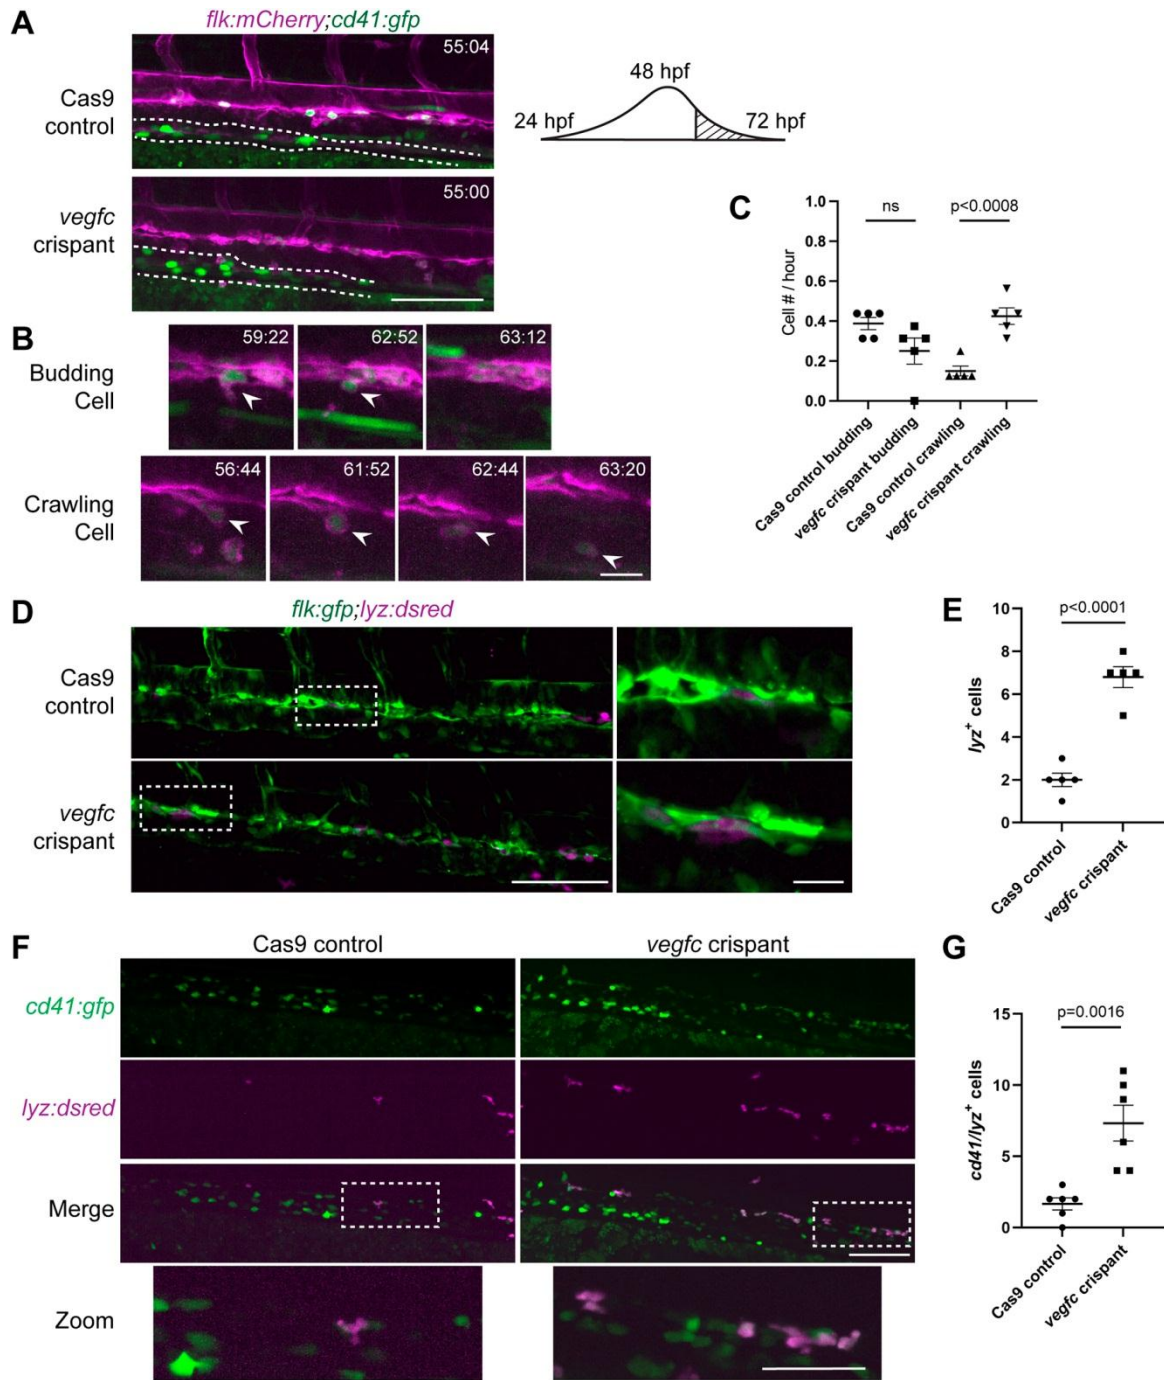 A
flk:mCherry;cd41:gfp
Cas9
control
55:04
vegfc
crispant
55:00
24 hpf
48 hpf
72 hpf
B
Budding
Cell
59:22
62:52
63:12
Crawling
Cell
56:44
61:52
62:44
63:20
C
Cell # / hour
1.0
0.8
0.6
0.4
0.2
0.0
ns
p<0.0008
Cas9 control budding
vegfc crispant budding
Cas9 control crawling
vegfc crispant crawling
D
flk:gfp;lyz:dsred
Cas9
control
vegfc
crispant
E
lyz+ cells
10
8
6
4
2
0
p<0.0001
Cas9 control
vegfc crispant
F
Cas9 control
vegfc crispant
cd41:gfp
lyz:dsred
Merge
Zoom
G
cd41/lyz+ cells
15
10
5
0
p=0.0016
Cas9 control
vegfc crispant